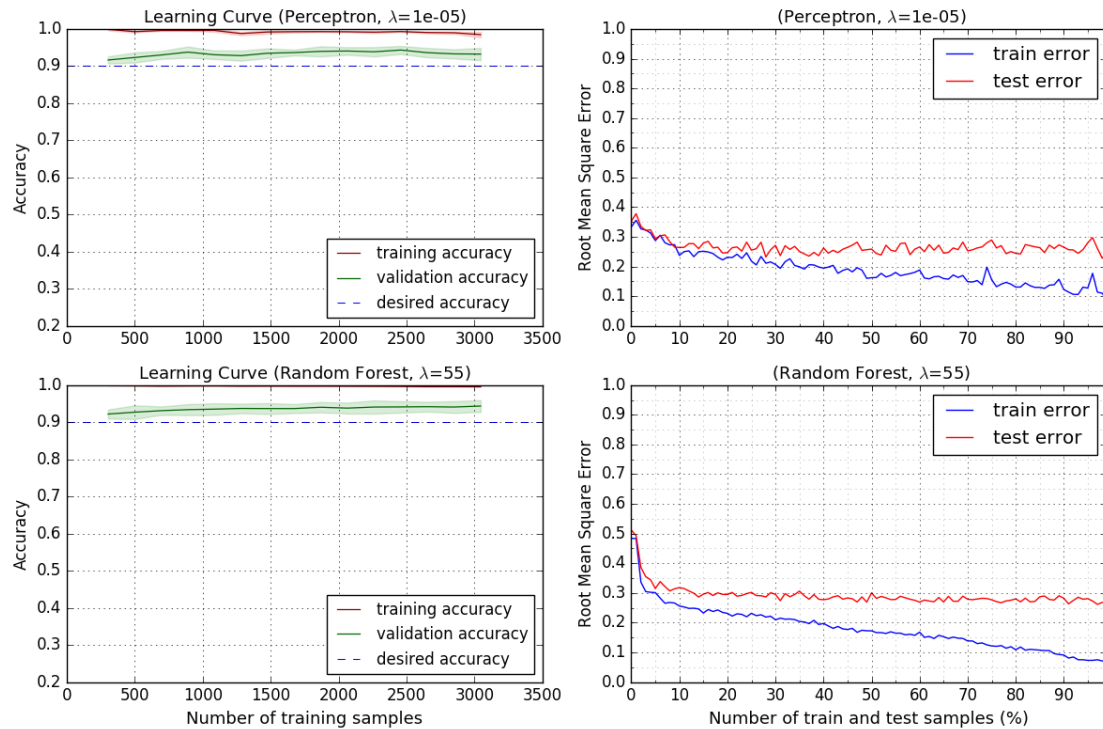 Learning Curve (Perceptron, λ=1e-05)
1.0
0.9
0.8
0.7
0.6
0.5
0.4
0.3
0.2
Accuracy
training accuracy
validation accuracy
desired accuracy
0 500 1000 1500 2000 2500 3000 3500
(Perceptron, λ=1e-05)
1.0
0.9
0.8
0.7
0.6
0.5
0.4
0.3
0.2
0.1
0.0
Root Mean Square Error
train error
test error
0 10 20 30 40 50 60 70 80 90
Learning Curve (Random Forest, λ=55)
1.0
0.9
0.8
0.7
0.6
0.5
0.4
0.3
0.2
Accuracy
training accuracy
validation accuracy
desired accuracy
0 500 1000 1500 2000 2500 3000 3500
Number of training samples
(Random Forest, λ=55)
1.0
0.9
0.8
0.7
0.6
0.5
0.4
0.3
0.2
0.1
0.0
Root Mean Square Error
train error
test error
0 10 20 30 40 50 60 70 80 90
Number of train and test samples (%)